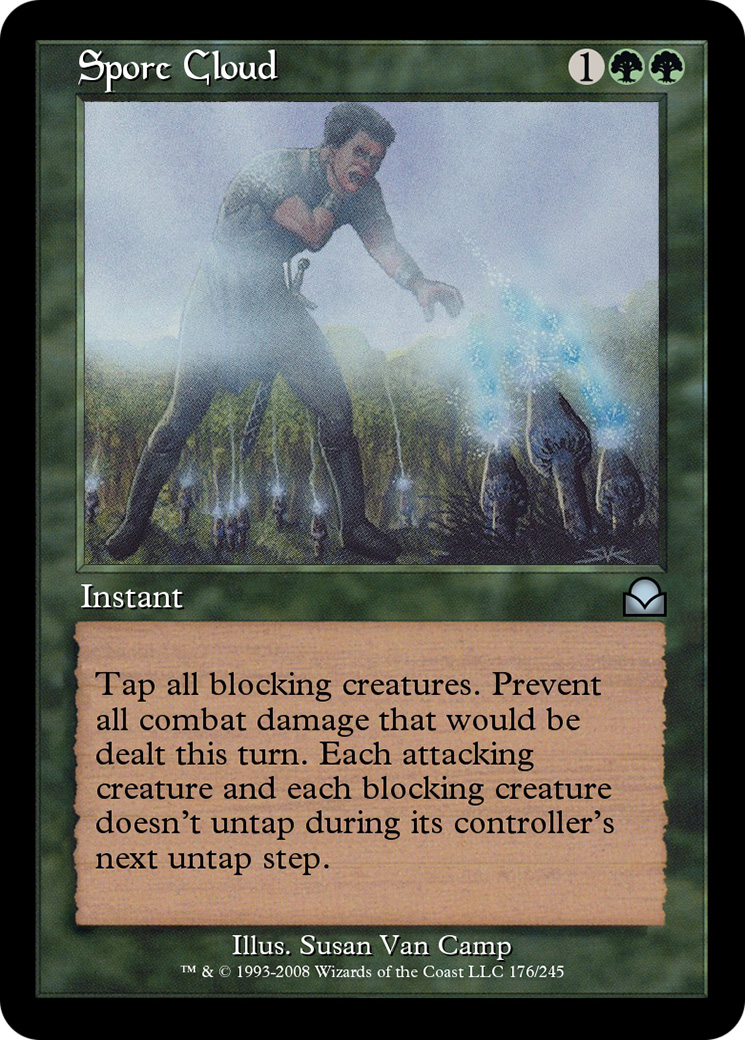 Spore Cloud
1
SVC
Instant
Tap all blocking creatures. Prevent
all combat damage that would be
dealt this turn. Each attacking
creature and each blocking creature
doesn't untap during its controller's
next untap step.
Illus. Susan Van Camp
™ & © 1993-2008 Wizards of the Coast LLC 176/245